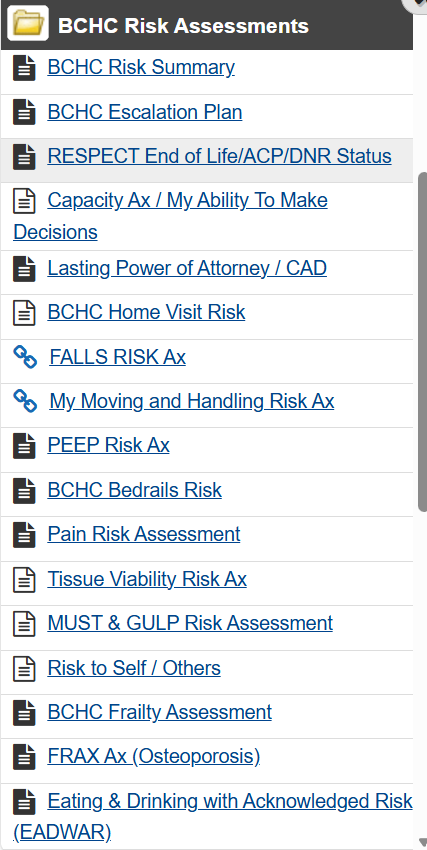 BCHC Risk Assessments
BCHC Risk Summary
BCHC Escalation Plan
RESPECT End of Life/ACP/DNR Status
Capacity Ax / My Ability To Make
Decisions
Lasting Power of Attorney / CAD
BCHC Home Visit Risk
FALLS RISK Ax
My Moving and Handling Risk Ax
PEEP Risk Ax
BCHC Bedrails Risk
Pain Risk Assessment
Tissue Viability Risk Ax
MUST & GULP Risk Assessment
Risk to Self / Others
BCHC Frailty Assessment
FRAX Ax (Osteoporosis)
Eating & Drinking with Acknowledged Risk
(EADWAR)